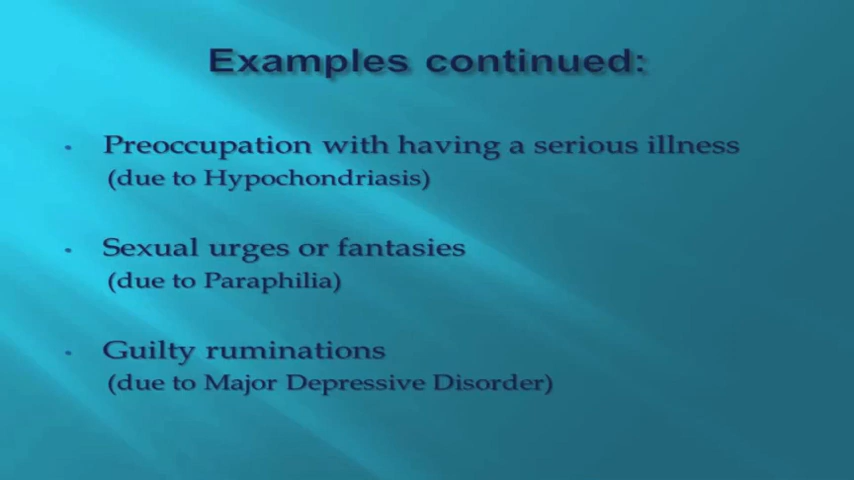 Examples continued:
• Preoccupation with having a serious illness
(due to Hypochondriasis)
• Sexual urges or fantasies
(due to Paraphilia)
• Guilty ruminations
(due to Major Depressive Disorder)